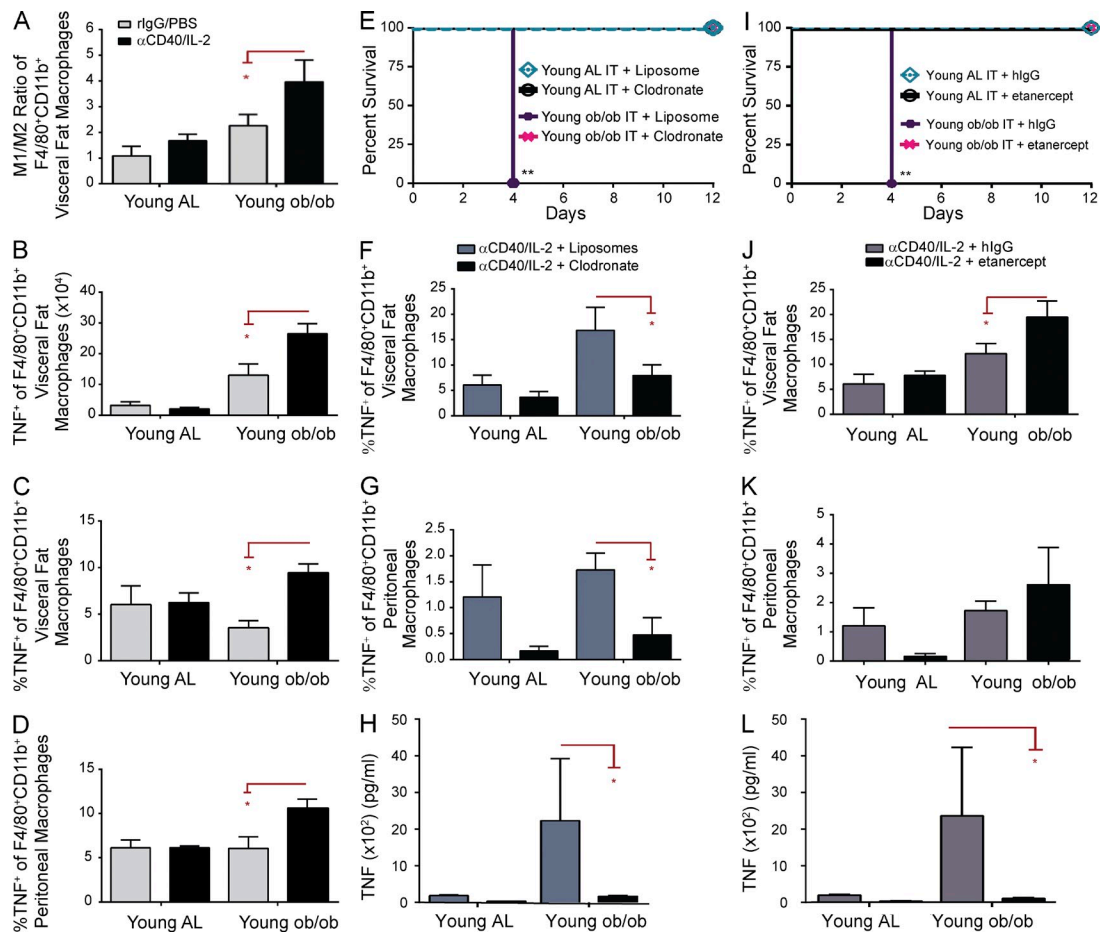 A
rIgG/PBS
αCD40/IL-2
M1/M2 Ratio of
F4/80⁺CD11b⁺
Visceral Fat Macrophages
6
5
4
3
2
1
0
*
Young AL
Young ob/ob
B
TNF⁺ of F4/80⁺CD11b⁺
Visceral Fat
Macrophages (x10⁴)
40
30
20
10
0
*
Young AL
Young ob/ob
C
%TNF⁺ of F4/80⁺CD11b⁺
Visceral Fat
Macrophages
15
10
5
0
*
Young AL
Young ob/ob
D
%TNF⁺ of F4/80⁺CD11b⁺
Peritoneal Macrophages
15
10
5
0
*
Young AL
Young ob/ob
E
Percent Survival
100
75
50
25
0
Young AL IT + Liposome
Young AL IT + Clodronate
Young ob/ob IT + Liposome
Young ob/ob IT + Clodronate
**
0 2 4 6 8 10 12
Days
F
αCD40/IL-2 + Liposomes
αCD40/IL-2 + Clodronate
%TNF⁺ of F4/80⁺CD11b⁺
Visceral Fat
Macrophages
25
20
15
10
5
0
*
Young AL
Young ob/ob
G
%TNF⁺ of F4/80⁺CD11b⁺
Peritoneal
Macrophages
2.5
2.0
1.5
1.0
0.5
0.0
*
Young AL
Young ob/ob
H
TNF (x10²) (pg/ml)
50
40
30
20
10
0
*
Young AL
Young ob/ob
I
Percent Survival
100
75
50
25
0
Young AL IT + hIgG
Young AL IT + etanercept
Young ob/ob IT + hIgG
Young ob/ob IT + etanercept
**
0 2 4 6 8 10 12
Days
J
αCD40/IL-2 + hIgG
αCD40/IL-2 + etanercept
%TNF⁺ of F4/80⁺CD11b⁺
Visceral Fat
Macrophages
25
20
15
10
5
0
*
Young AL
Young ob/ob
K
%TNF⁺ of F4/80⁺CD11b⁺
Peritoneal
Macrophages
5
4
3
2
1
0
Young AL
Young ob/ob
L
TNF (x10²) (pg/ml)
50
40
30
20
10
0
*
Young AL
Young ob/ob